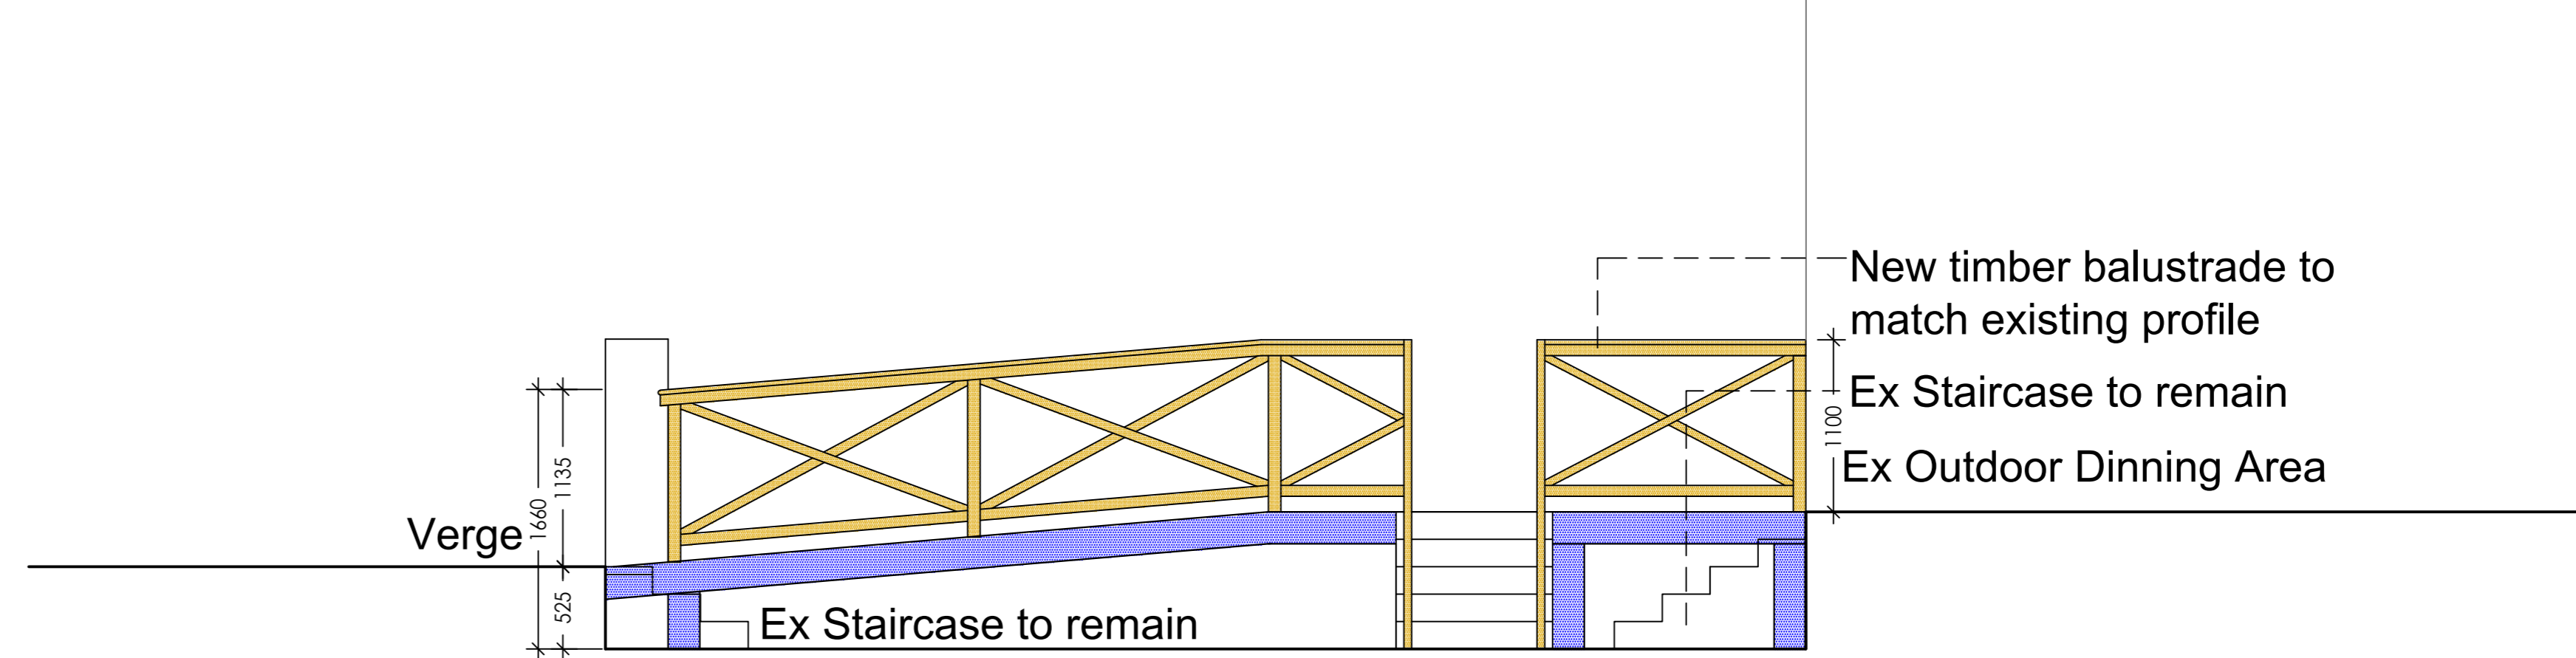 New timber balustrade to
match existing profile
Ex Staircase to remain
1100
Ex Outdoor Dinning Area
1135
1660
Verge
525
Ex Staircase to remain